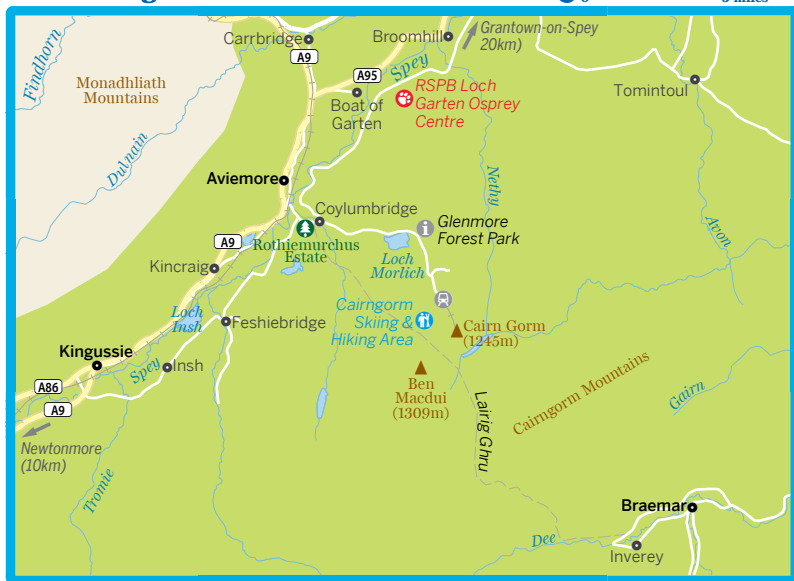 5 miles
Grantown-on-Spey
20km)
Carrbridge
Broomhill
A9
Findhorn
Spey
A95
Monadhliath
Mountains
RSPB Loch
Garten Osprey
Centre
Tomintoul
Boat of
Garten
Dulnain
Nethy
Aviemore
Coylumbridge
Avon
Glenmore
Forest Park
A9
Rothiemurchus
Estate
Loch
Morlich
Kincraig
Loch
Insh
Feshiebridge
Cairngorm
Skiing &
Hiking Area
Cairn Gorm
(1245m)
Kingussie
Spey
Insh
Ben
Macdui
(1309m)
Cairngorm Mountains
A86
A9
Lairig Ghru
Gairn
Newtonmore
(10km)
Tromie
Braemar
Dee
Inverey